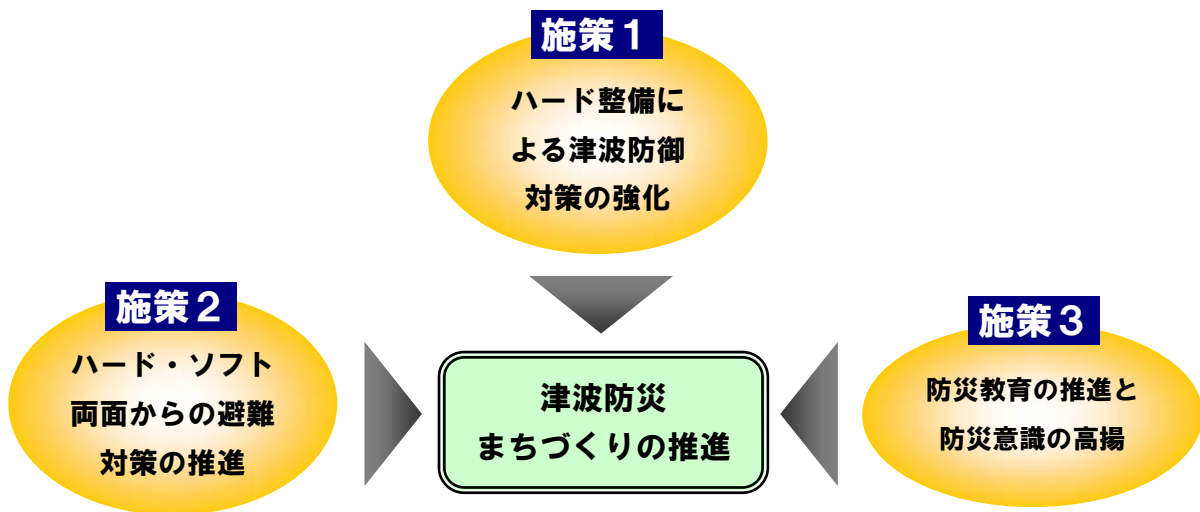 施策１
ハード整備に
よる津波防御
対策の強化
施策２
ハード・ソフト
両面からの避難
対策の推進
津波防災
まちづくりの推進
施策３
防災教育の推進と
防災意識の高揚